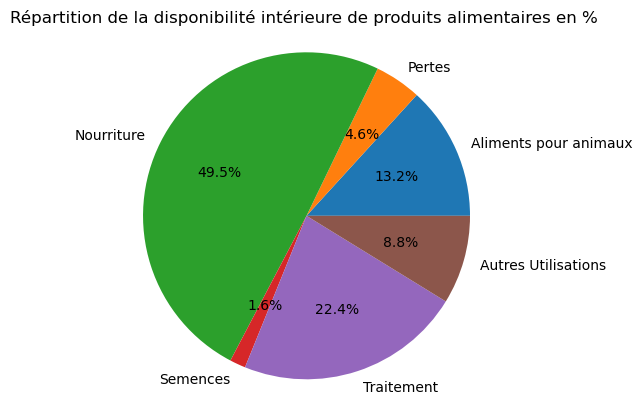 Répartition de la disponibilité intérieure de produits alimentaires en %
Pertes
4.6%
Nourriture
Aliments pour animaux
49.5%
13.2%
8.8%
Autres Utilisations
1.6%
22.4%
Semences
Traitement